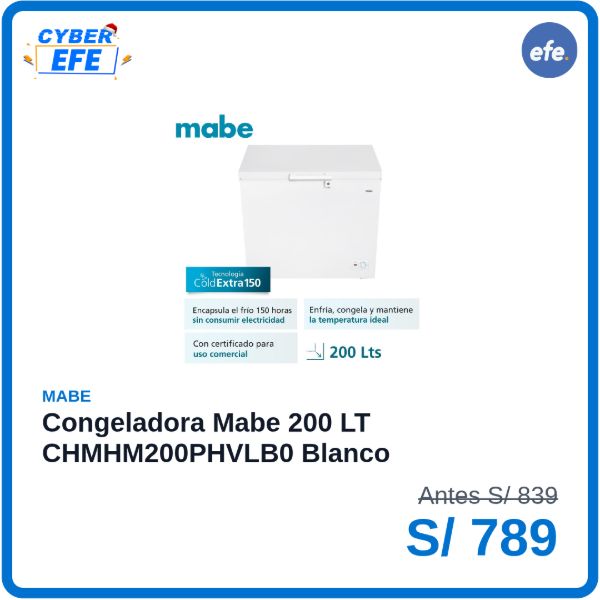 CYBER
EFE
efe.
mabe
Tecnología
ColdExtra150
Encapsula el frío 150 horas
sin consumir electricidad
Enfría, congela y mantiene
la temperatura ideal
Con certificado para
uso comercial
200 Lts
MABE
Congeladora Mabe 200 LT
CHMHM200PHVLB0 Blanco
Antes S/ 839
S/ 789